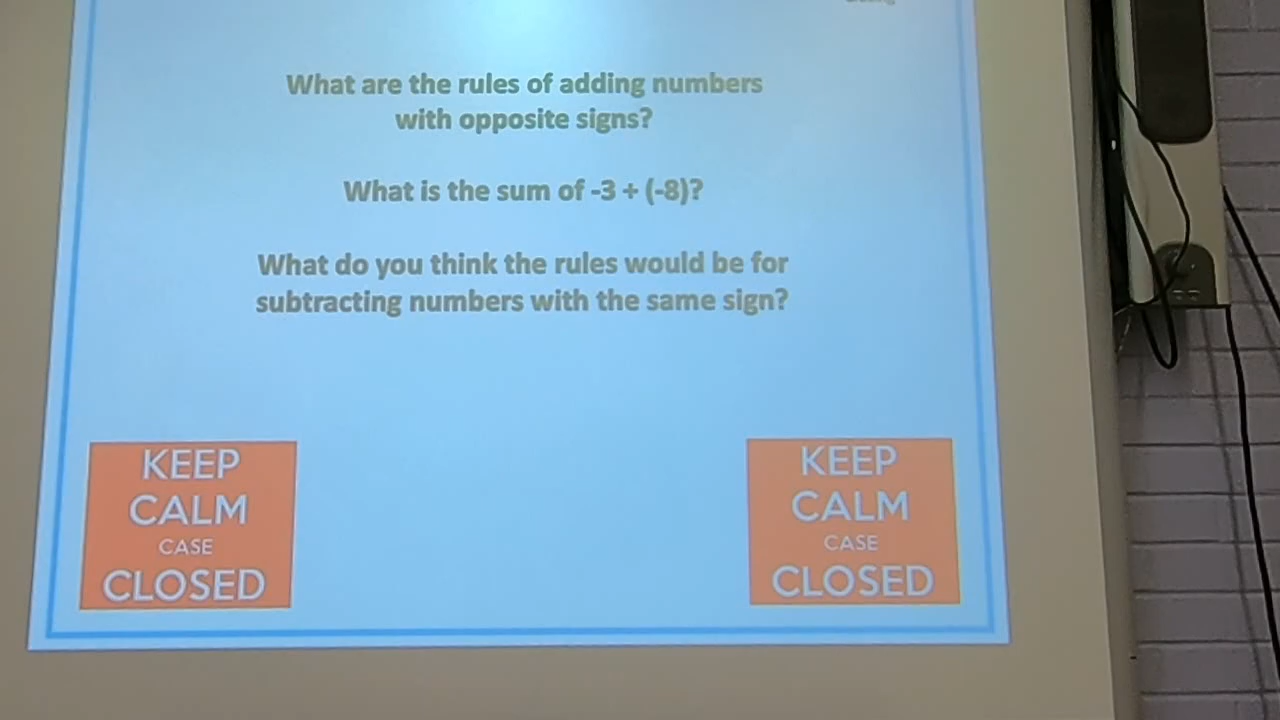 What are the rules of adding numbers
with opposite signs?
What is the sum of -3 + (-8)?
What do you think the rules would be for
subtracting numbers with the same sign?
KEEP
CALM
CASE
CLOSED
KEEP
CALM
CASE
CLOSED